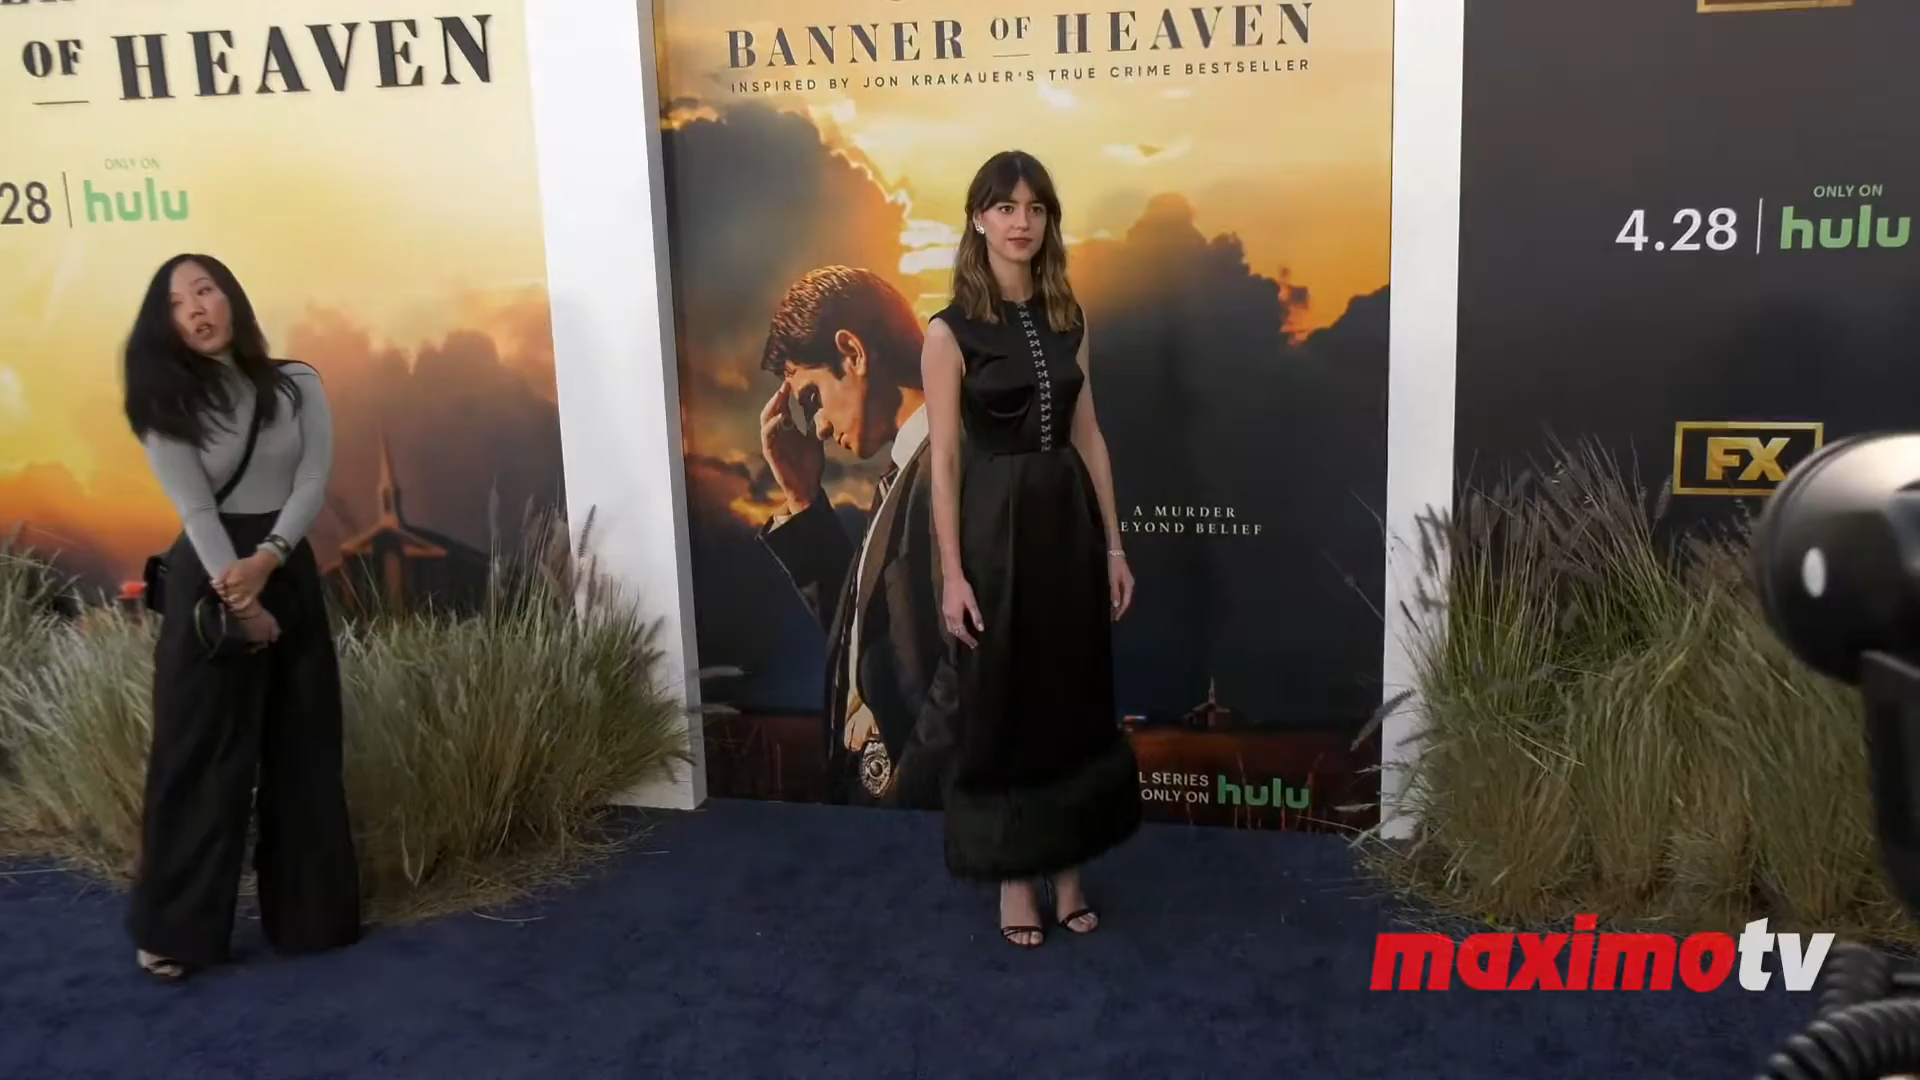 OF HEAVEN
28
ONLY ON
hulu
BANNER OF HEAVEN
INSPIRED BY JON KRAKAUER'S TRUE CRIME BESTSELLER
A MURDER
EYOND BELIEF
L SERIES
ONLY ON hulu
4.28
ONLY ON
hulu
FX
maximotv